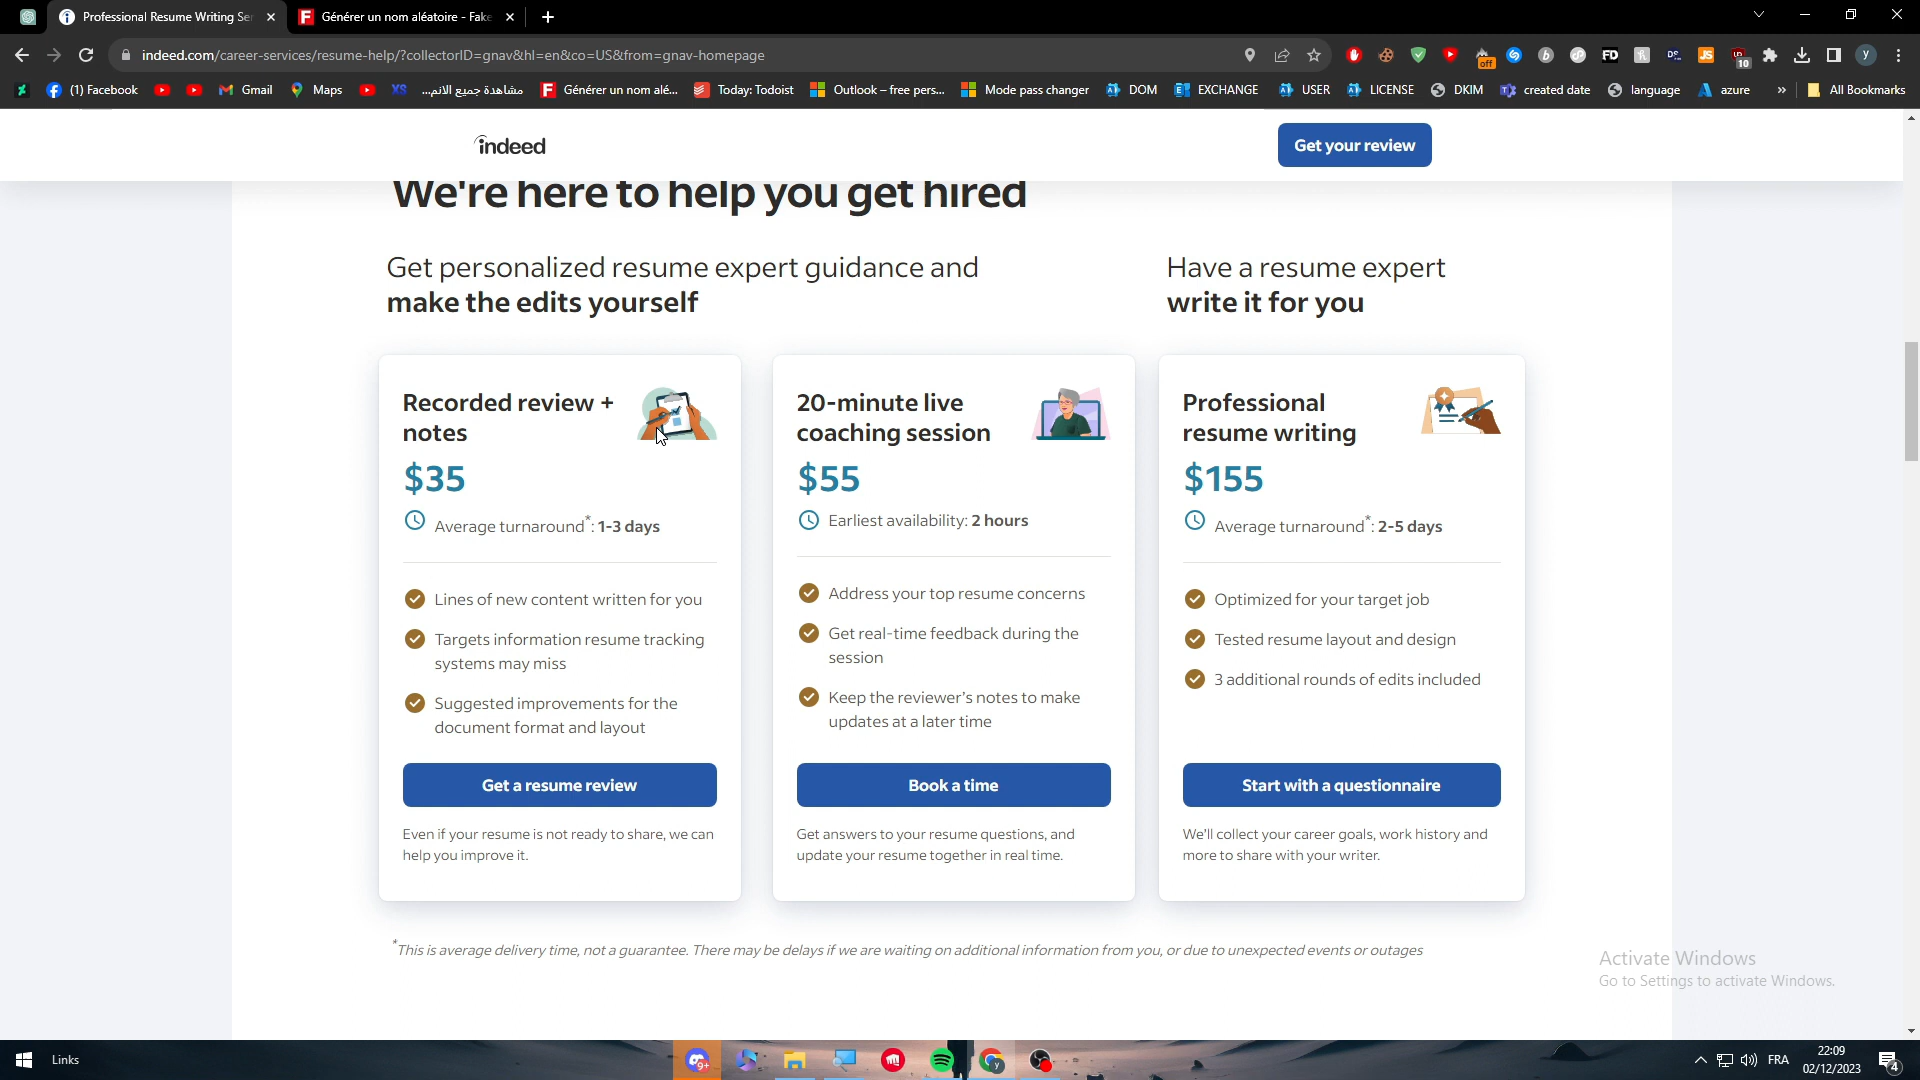 Professional Resume Writing Ser
Générer un nom aléatoire - Fake
indeed.com/career-services/resume-help/?collectorID=gnav&hl=en&co=US&from=gnav-homepage
off
FD
JS
10
y
(1) Facebook
Gmail
Maps
XS
مشاهدة جميع الانم...
Générer un nom alé...
Today: Todoist
Outlook – free pers...
Mode pass changer
DOM
EXCHANGE
USER
LICENSE
DKIM
created date
language
azure
»
All Bookmarks
indeed
Get your review
We're here to help you get hired
Get personalized resume expert guidance and
make the edits yourself
Have a resume expert
write it for you
Recorded review +
notes
$35
Average turnaround*: 1-3 days
Lines of new content written for you
Targets information resume tracking
systems may miss
Suggested improvements for the
document format and layout
Get a resume review
Even if your resume is not ready to share, we can
help you improve it.
20-minute live
coaching session
$55
Earliest availability: 2 hours
Address your top resume concerns
Get real-time feedback during the
session
Keep the reviewer's notes to make
updates at a later time
Book a time
Get answers to your resume questions, and
update your resume together in real time.
Professional
resume writing
$155
Average turnaround*: 2-5 days
Optimized for your target job
Tested resume layout and design
3 additional rounds of edits included
Start with a questionnaire
We'll collect your career goals, work history and
more to share with your writer.
*This is average delivery time, not a guarantee. There may be delays if we are waiting on additional information from you, or due to unexpected events or outages
Activate Windows
Go to Settings to activate Windows.
Links
9+
FRA
22:09
02/12/2023
4